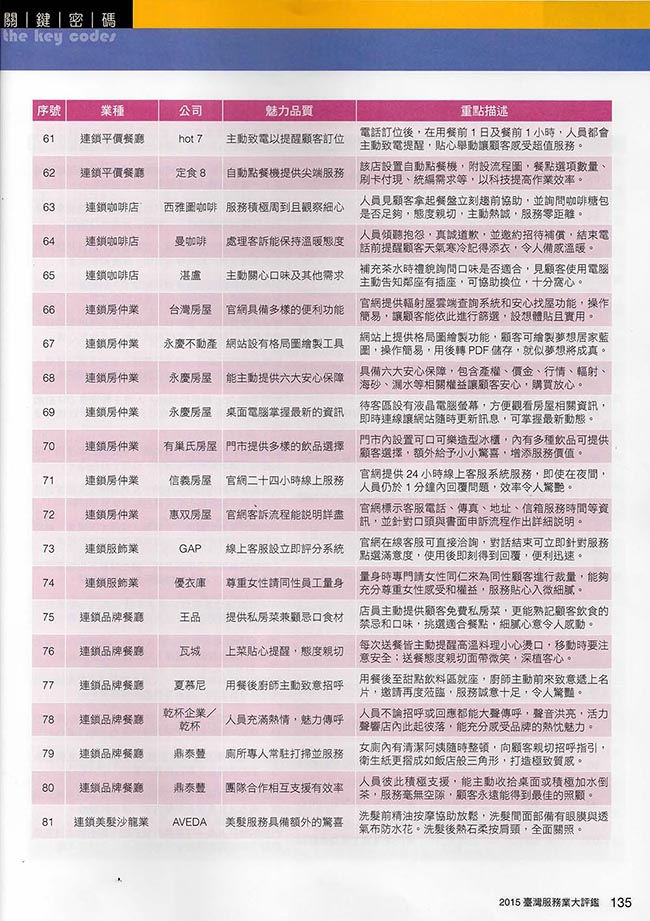 關鍵密碼
the key codes
序號 業種 公司 魅力品質 重點描述
61 連鎖平價餐廳 hot 7 主動致電以提醒顧客訂位 電話訂位後，在用餐前1日及餐前1小時，人員都會
主動致電提醒，貼心舉動讓顧客感受超值服務。
62 連鎖平價餐廳 定食8 自動點餐機提供尖端服務 該店設置自動點餐機，附設流程圖，餐點選項數量、
刷卡付現、統編需求等，以科技提高作業效率。
63 連鎖咖啡店 西雅圖咖啡 服務積極周到且觀察細心 人員見顧客拿起餐盤立刻趨前協助，並詢問咖啡糖包
是否足夠，態度親切，主動熱誠，服務零距離。
64 連鎖咖啡店 曼咖啡 處理客訴能保持溫暖態度 人員傾聽抱怨，真誠道歉，並邀約招待補償，結束電
話前提醒顧客天氣寒冷記得添衣，令人備感溫暖。
65 連鎖咖啡店 湛盧 主動關心口味及其他需求 補充茶水時禮貌詢問口味是否適合，見顧客使用電腦
主動告知鄰座有插座，可協助換位，十分窩心。
66 連鎖房仲業 台灣房屋 官網具備多樣的便利功能 官網提供輻射屋雲端查詢系統和安心找屋功能，操作
簡易，讓顧客能依此進行篩選，設想體貼且實用。
67 連鎖房仲業 永慶不動產 網站設有格局圖繪製工具 網站上提供格局圖繪製功能，顧客可繪製夢想居家藍
圖，操作簡易，用後轉PDF儲存，就似夢想將成真。
68 連鎖房仲業 永慶房屋 能主動提供六大安心保障 具備六大安心保障，包含產權、價金、行情、輻射、
海砂、漏水等相關權益讓顧客安心，購買放心。
69 連鎖房仲業 永慶房屋 桌面電腦掌握最新的資訊 待客區設有液晶電腦螢幕，方便觀看房屋相關資訊，
即時連線讓網站隨時更新訊息，可掌握最新動態。
70 連鎖房仲業 有巢氏房屋 門市提供多樣的飲品選擇 門市內設置可口可樂造型冰櫃，內有多種飲品可提供
顧客選擇，額外給予小小驚喜，增添服務價值。
71 連鎖房仲業 信義房屋 官網二十四小時線上服務 官網提供24小時線上客服系統服務，即使在夜間，
人員仍於1分鐘內回覆問題，效率令人驚艷。
72 連鎖房仲業 惠双房屋 官網客訴流程能說明詳盡 官網標示客服電話、傳真、地址、信箱服務時間等資
訊，並針對口頭與書面申訴流程作出詳細說明。
73 連鎖服飾業 GAP 線上客服設立即評分系統 官網在線客服可直接洽詢，對話結束可立即針對服務
點選滿意度，使用後即刻得到回覆，便利迅速。
74 連鎖服飾業 優衣庫 尊重女性請同性員工量身 量身時專門請女性同仁來為同性顧客進行裁量，能夠
充分尊重女性感受和權益，服務貼心入微細膩。
75 連鎖品牌餐廳 王品 提供私房菜兼顧忌口食材 店員主動提供顧客免費私房菜，更能熟記顧客飲食的
禁忌和口味，挑選適合餐點，細膩心意令人感動。
76 連鎖品牌餐廳 瓦城 上菜貼心提醒，態度親切 每次送餐皆主動提醒高溫料理小心燙口，移動時要注
意安全；送餐態度親切面帶微笑，深植客心。
77 連鎖品牌餐廳 夏慕尼 用餐後廚師主動致意招呼 用餐後至甜點飲料區就座，廚師主動前來致意遞上名
片，邀請再度蒞臨，服務誠意十足，令人驚豔。
78 連鎖品牌餐廳 乾杯企業／
乾杯 人員充滿熱情，魅力傳呼 人員不論招呼或回應都能大聲傳呼，聲音洪亮，活力
聲響店內此起彼落，能充分感受品牌的熱忱魅力。
79 連鎖品牌餐廳 鼎泰豐 廁所專人常駐打掃並服務 女廁內有清潔阿姨隨時整頓，向顧客親切招呼指引，
衛生紙更摺成如飯店般三角形，打造極致質感。
80 連鎖品牌餐廳 鼎泰豐 團隊合作相互支援有效率 人員彼此積極支援，能主動收拾桌面或積極加水倒
茶，服務毫無空隙，顧客永遠能得到最佳的照顧。
81 連鎖美髮沙龍業 AVEDA 美髮服務具備額外的驚喜 洗髮前精油按摩協助放鬆，洗髮間面部備有眼膜與透
氣布防水花。洗髮後熱石柔按肩頸，全面關照。
2015臺灣服務業大評鑑 135